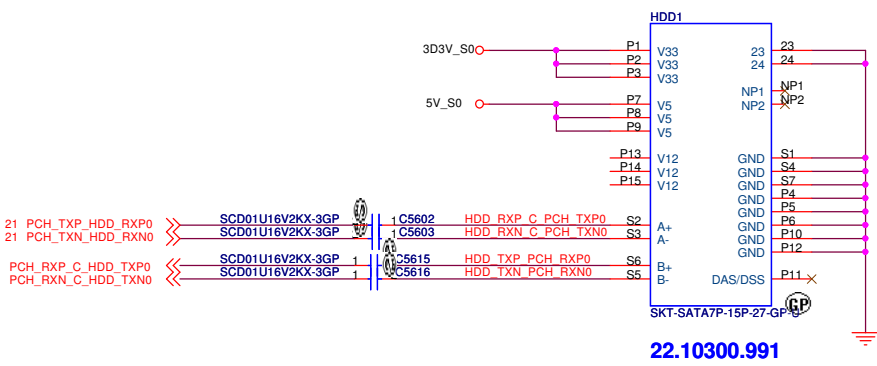 HDD1
3D3V_S0
P1 V33
P2 V33
P3 V33
23 23
24 24
NP1 NP1
NP2 NP2
5V_S0
P7 V5
P8 V5
P9 V5
P13 V12
P14 V12
P15 V12
GND S1
GND S4
GND S7
GND P4
GND P5
GND P6
GND P10
GND P12
21 PCH_TXP_HDD_RXP0 SCD01U16V2KX-3GP 1 C5602 HDD_RXP_C_PCH_TXP0 S2 A+
21 PCH_TXN_HDD_RXN0 SCD01U16V2KX-3GP 1 C5603 HDD_RXN_C_PCH_TXN0 S3 A-
PCH_RXP_C_HDD_TXP0 SCD01U16V2KX-3GP 1 C5615 HDD_TXP_PCH_RXP0 S6 B+
PCH_RXN_C_HDD_TXN0 SCD01U16V2KX-3GP 1 C5616 HDD_TXN_PCH_RXN0 S5 B-
DAS/DSS P11
GP
SKT-SATA7P-15P-27-GP-U
22.10300.991